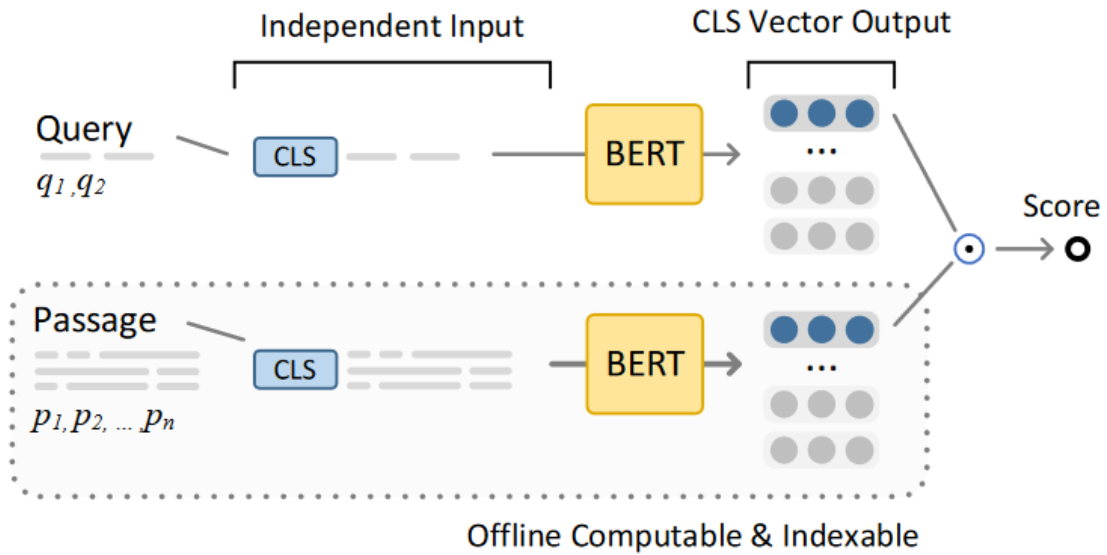 Independent Input
CLS Vector Output
Query
q1,q2
CLS
BERT
...
Score
Passage
p1, p2, ... ,pn
CLS
BERT
...
Offline Computable & Indexable